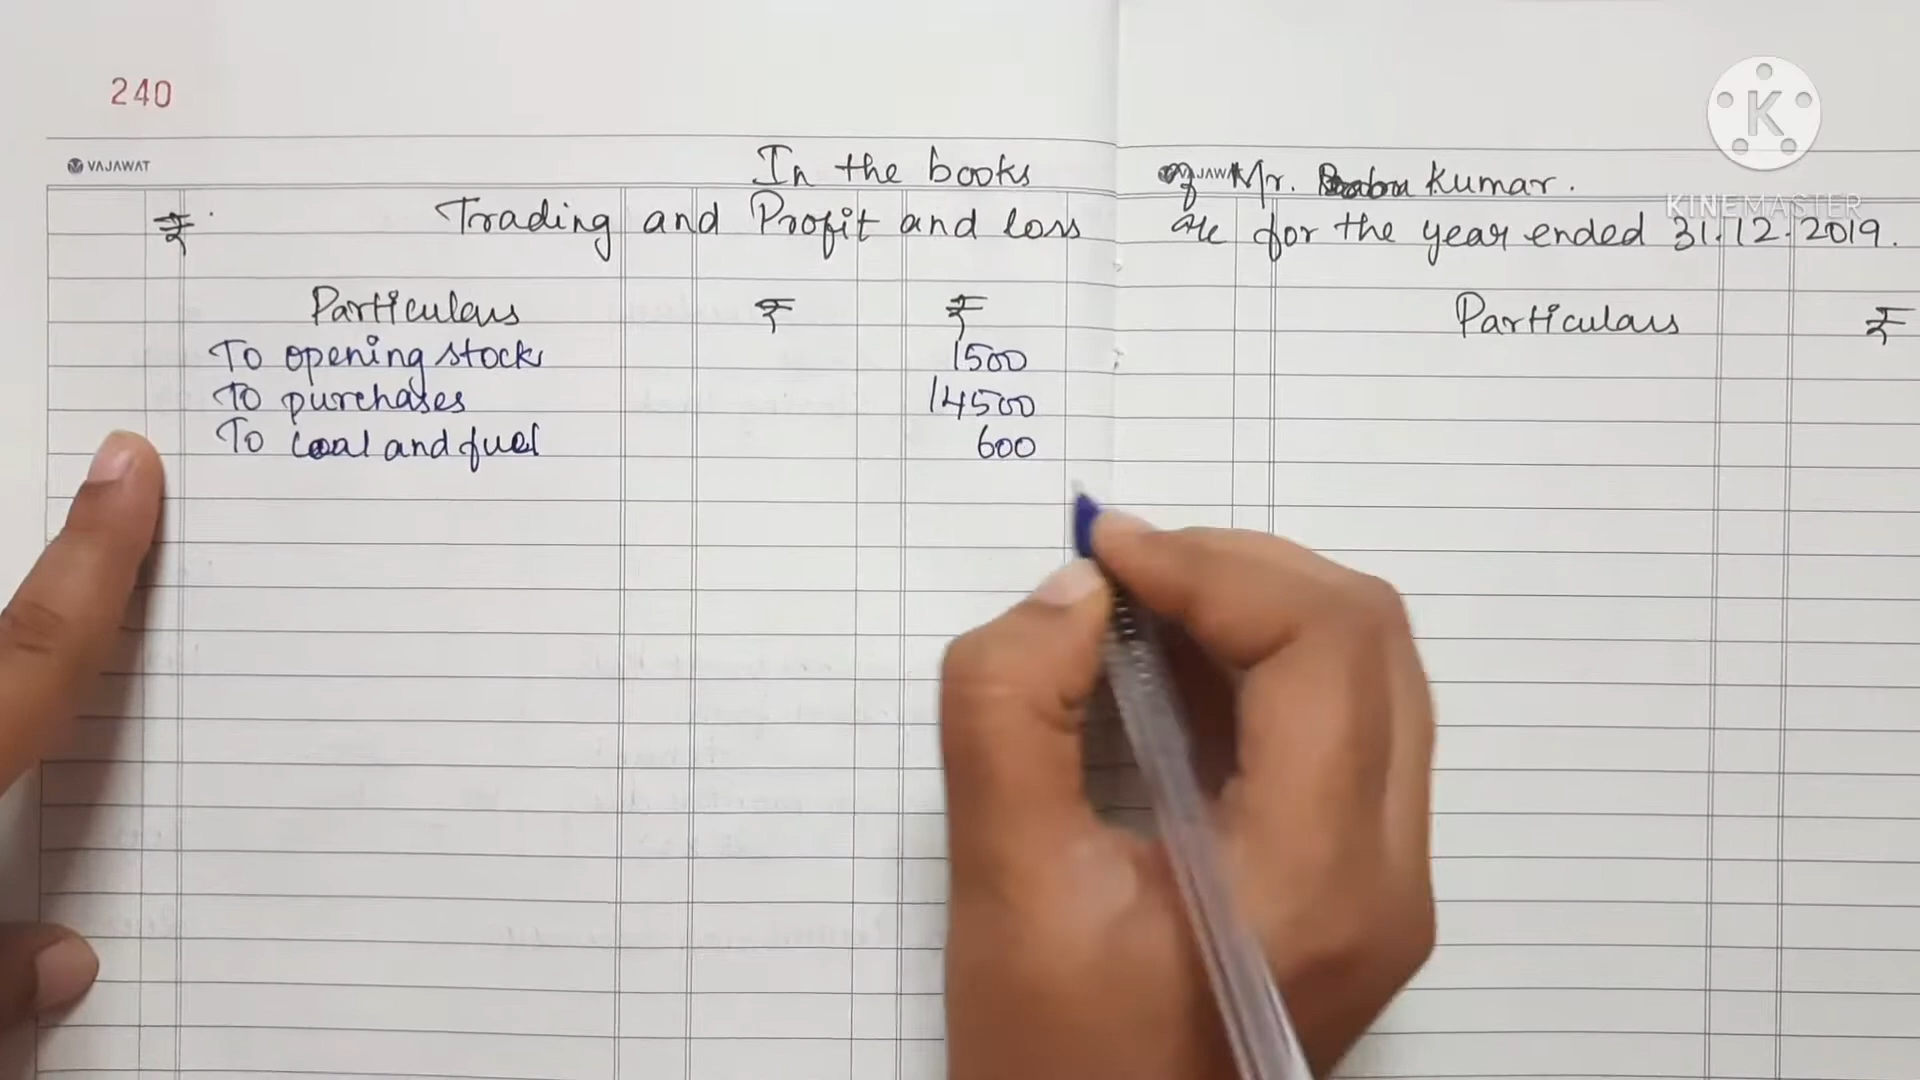 240
VAJAWAT
In the books of Mr. Kumar.
₹ Trading and Profit and loss a/c for the year ended 31.12.2019.
Particulars ₹ ₹ Particulars ₹
To opening stock 1500
To purchases 14500
To Coal and fuel 600
K
KINEMASTER